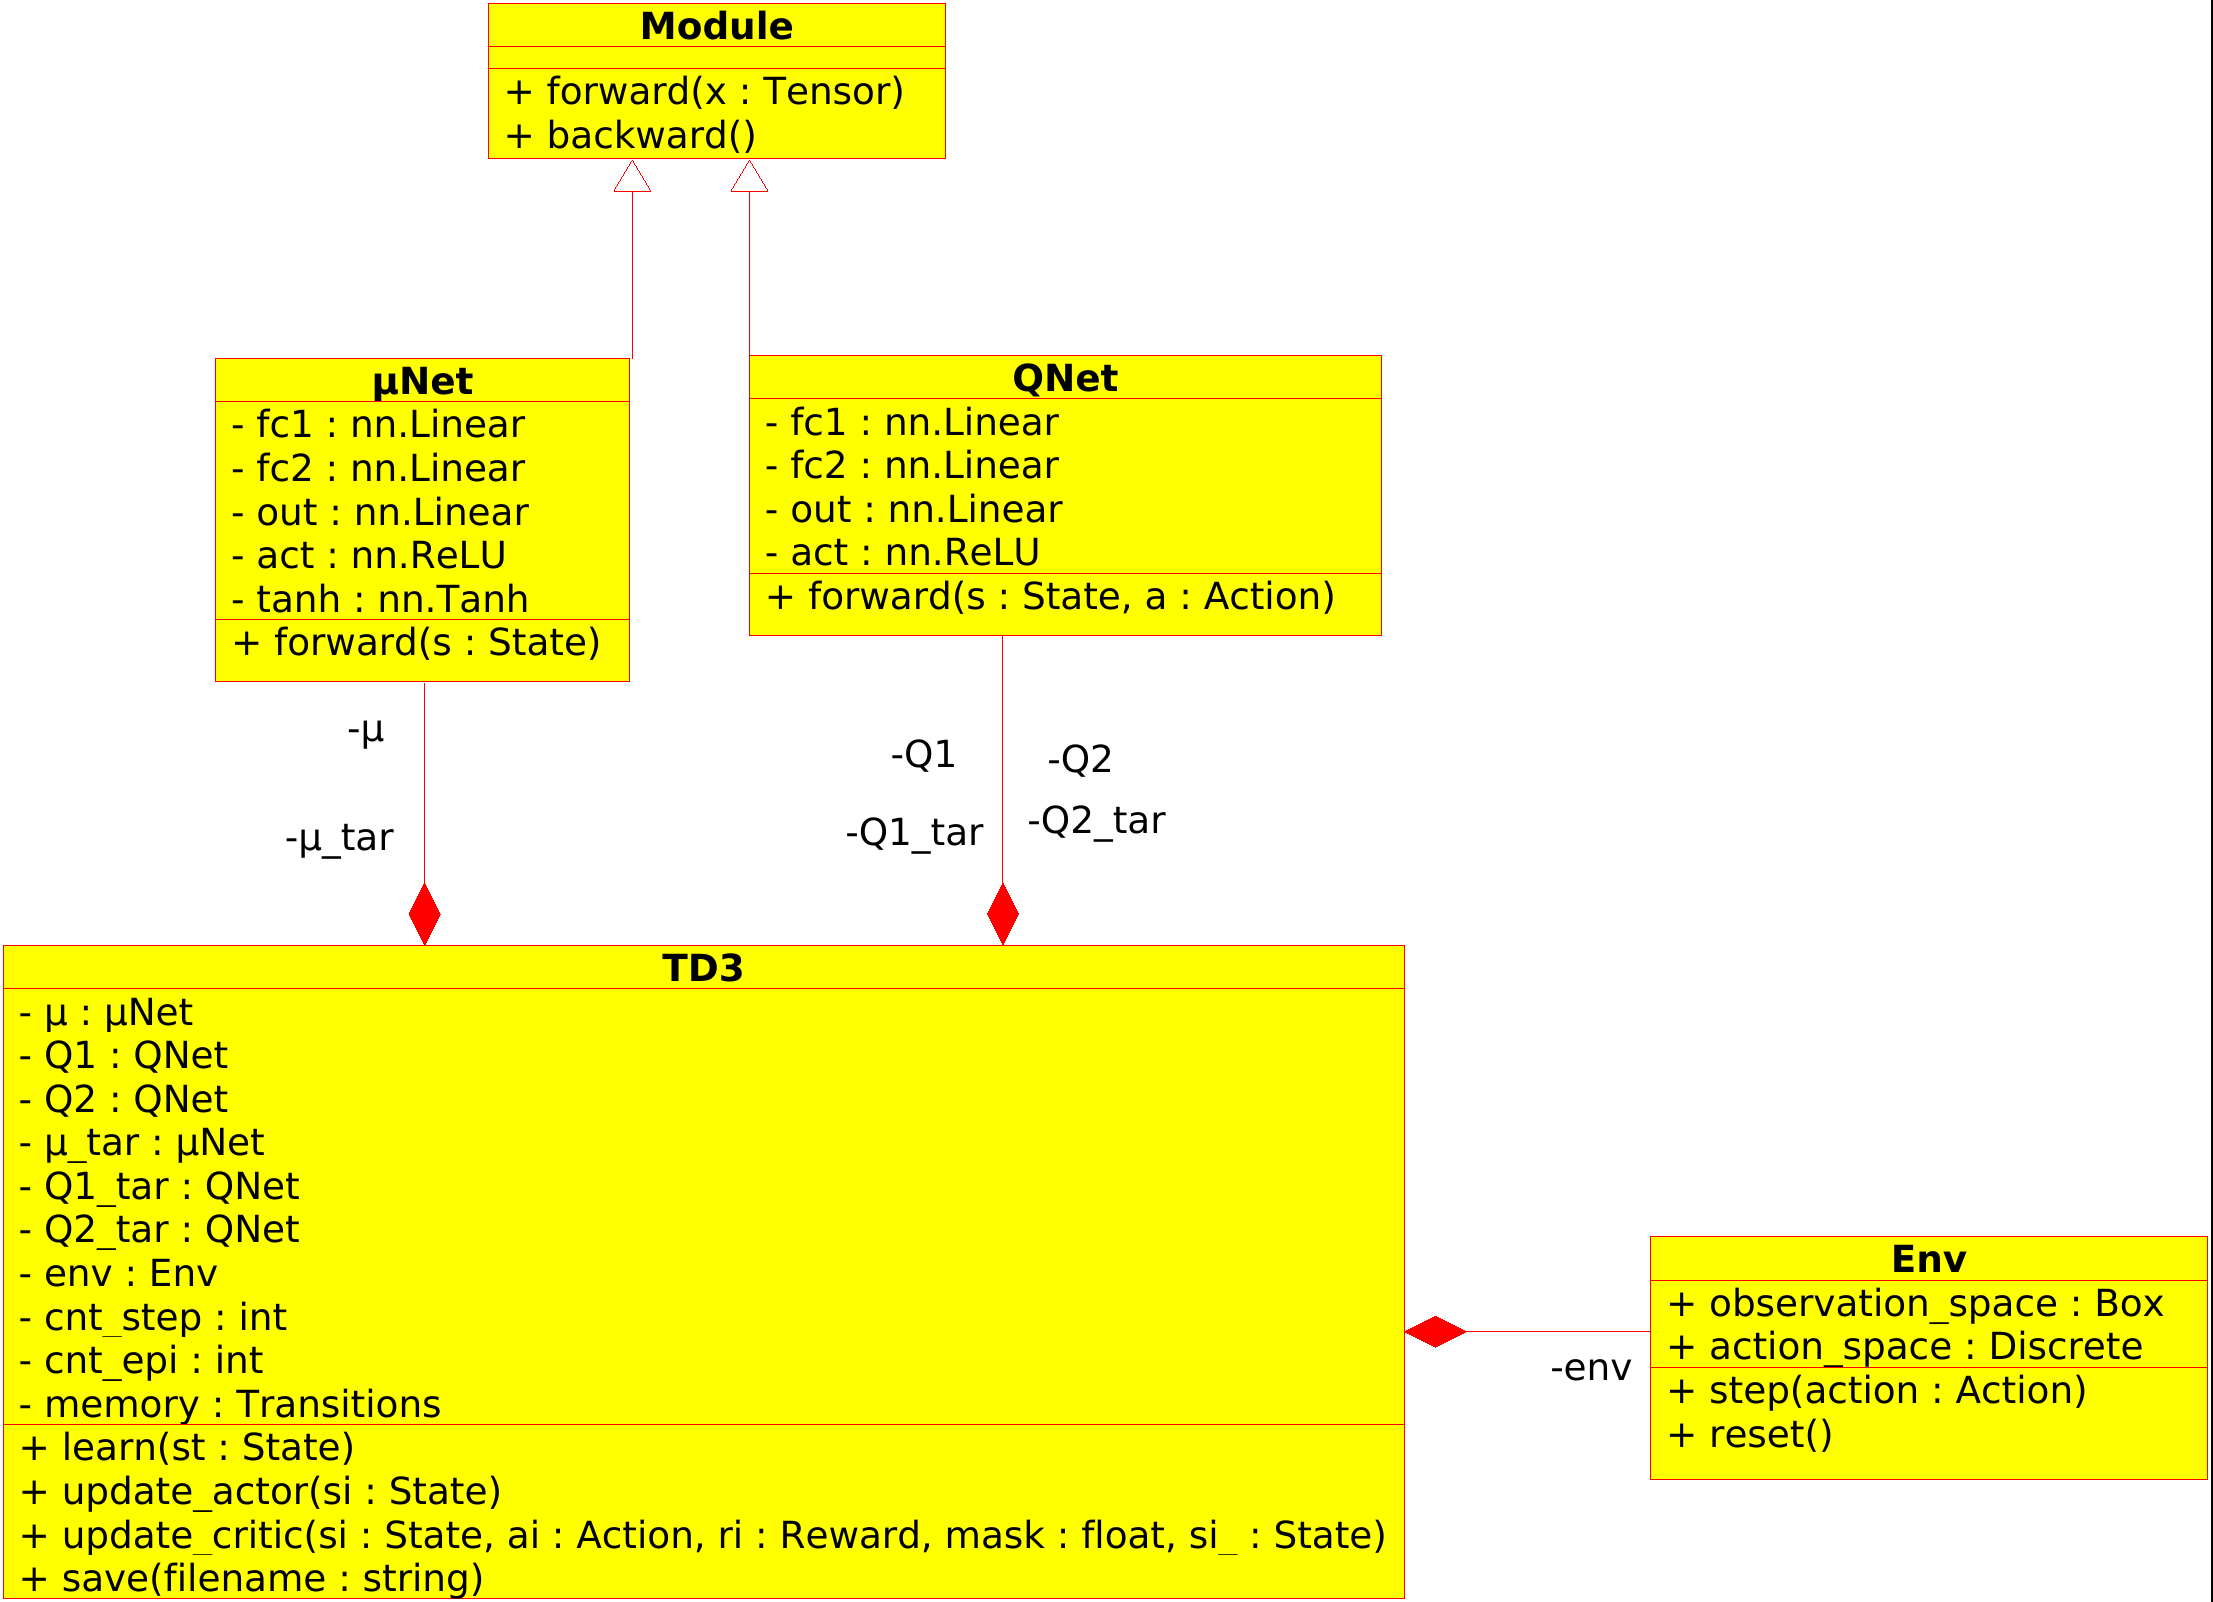 Module
+ forward(x : Tensor)
+ backward()
µNet
- fc1 : nn.Linear
- fc2 : nn.Linear
- out : nn.Linear
- act : nn.ReLU
- tanh : nn.Tanh
+ forward(s : State)
QNet
- fc1 : nn.Linear
- fc2 : nn.Linear
- out : nn.Linear
- act : nn.ReLU
+ forward(s : State, a : Action)
-µ
-µ_tar
-Q1
-Q2
-Q1_tar
-Q2_tar
TD3
- µ : µNet
- Q1 : QNet
- Q2 : QNet
- µ_tar : µNet
- Q1_tar : QNet
- Q2_tar : QNet
- env : Env
- cnt_step : int
- cnt_epi : int
- memory : Transitions
+ learn(st : State)
+ update_actor(si : State)
+ update_critic(si : State, ai : Action, ri : Reward, mask : float, si_ : State)
+ save(filename : string)
-env
Env
+ observation_space : Box
+ action_space : Discrete
+ step(action : Action)
+ reset()